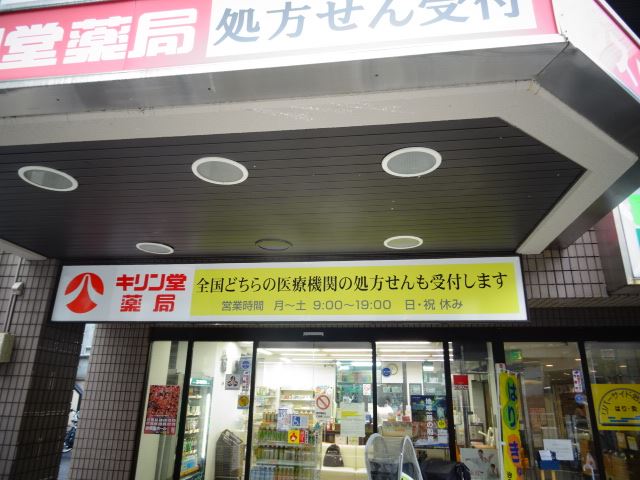 リン堂薬局 処方せん受付
キリン堂
薬局
全国どちらの医療機関の処方せんも受付します
営業時間 月～土 9:00～19:00 日・祝 休み